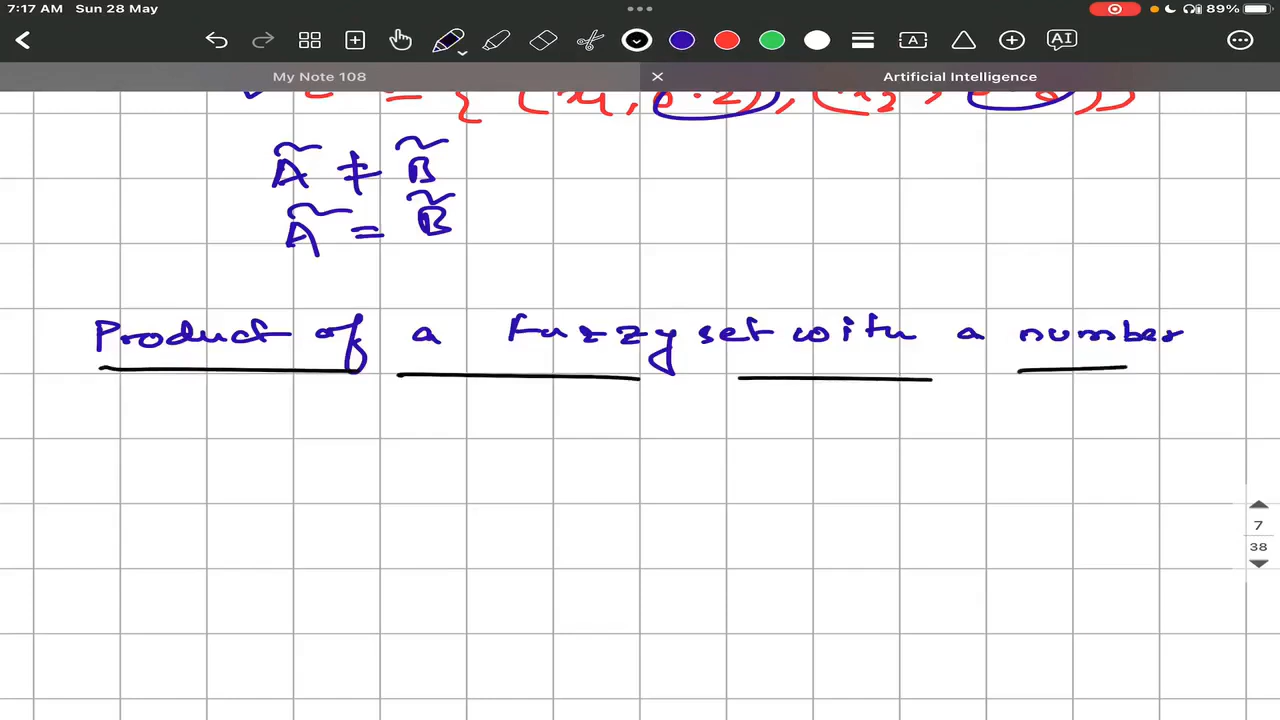 7:17 AM Sun 28 May
89%
A
AI
My Note 108
Artificial Intelligence
Ã ≠ B̃
Ã = B̃
Product of a Fuzzy set with a number
7
38